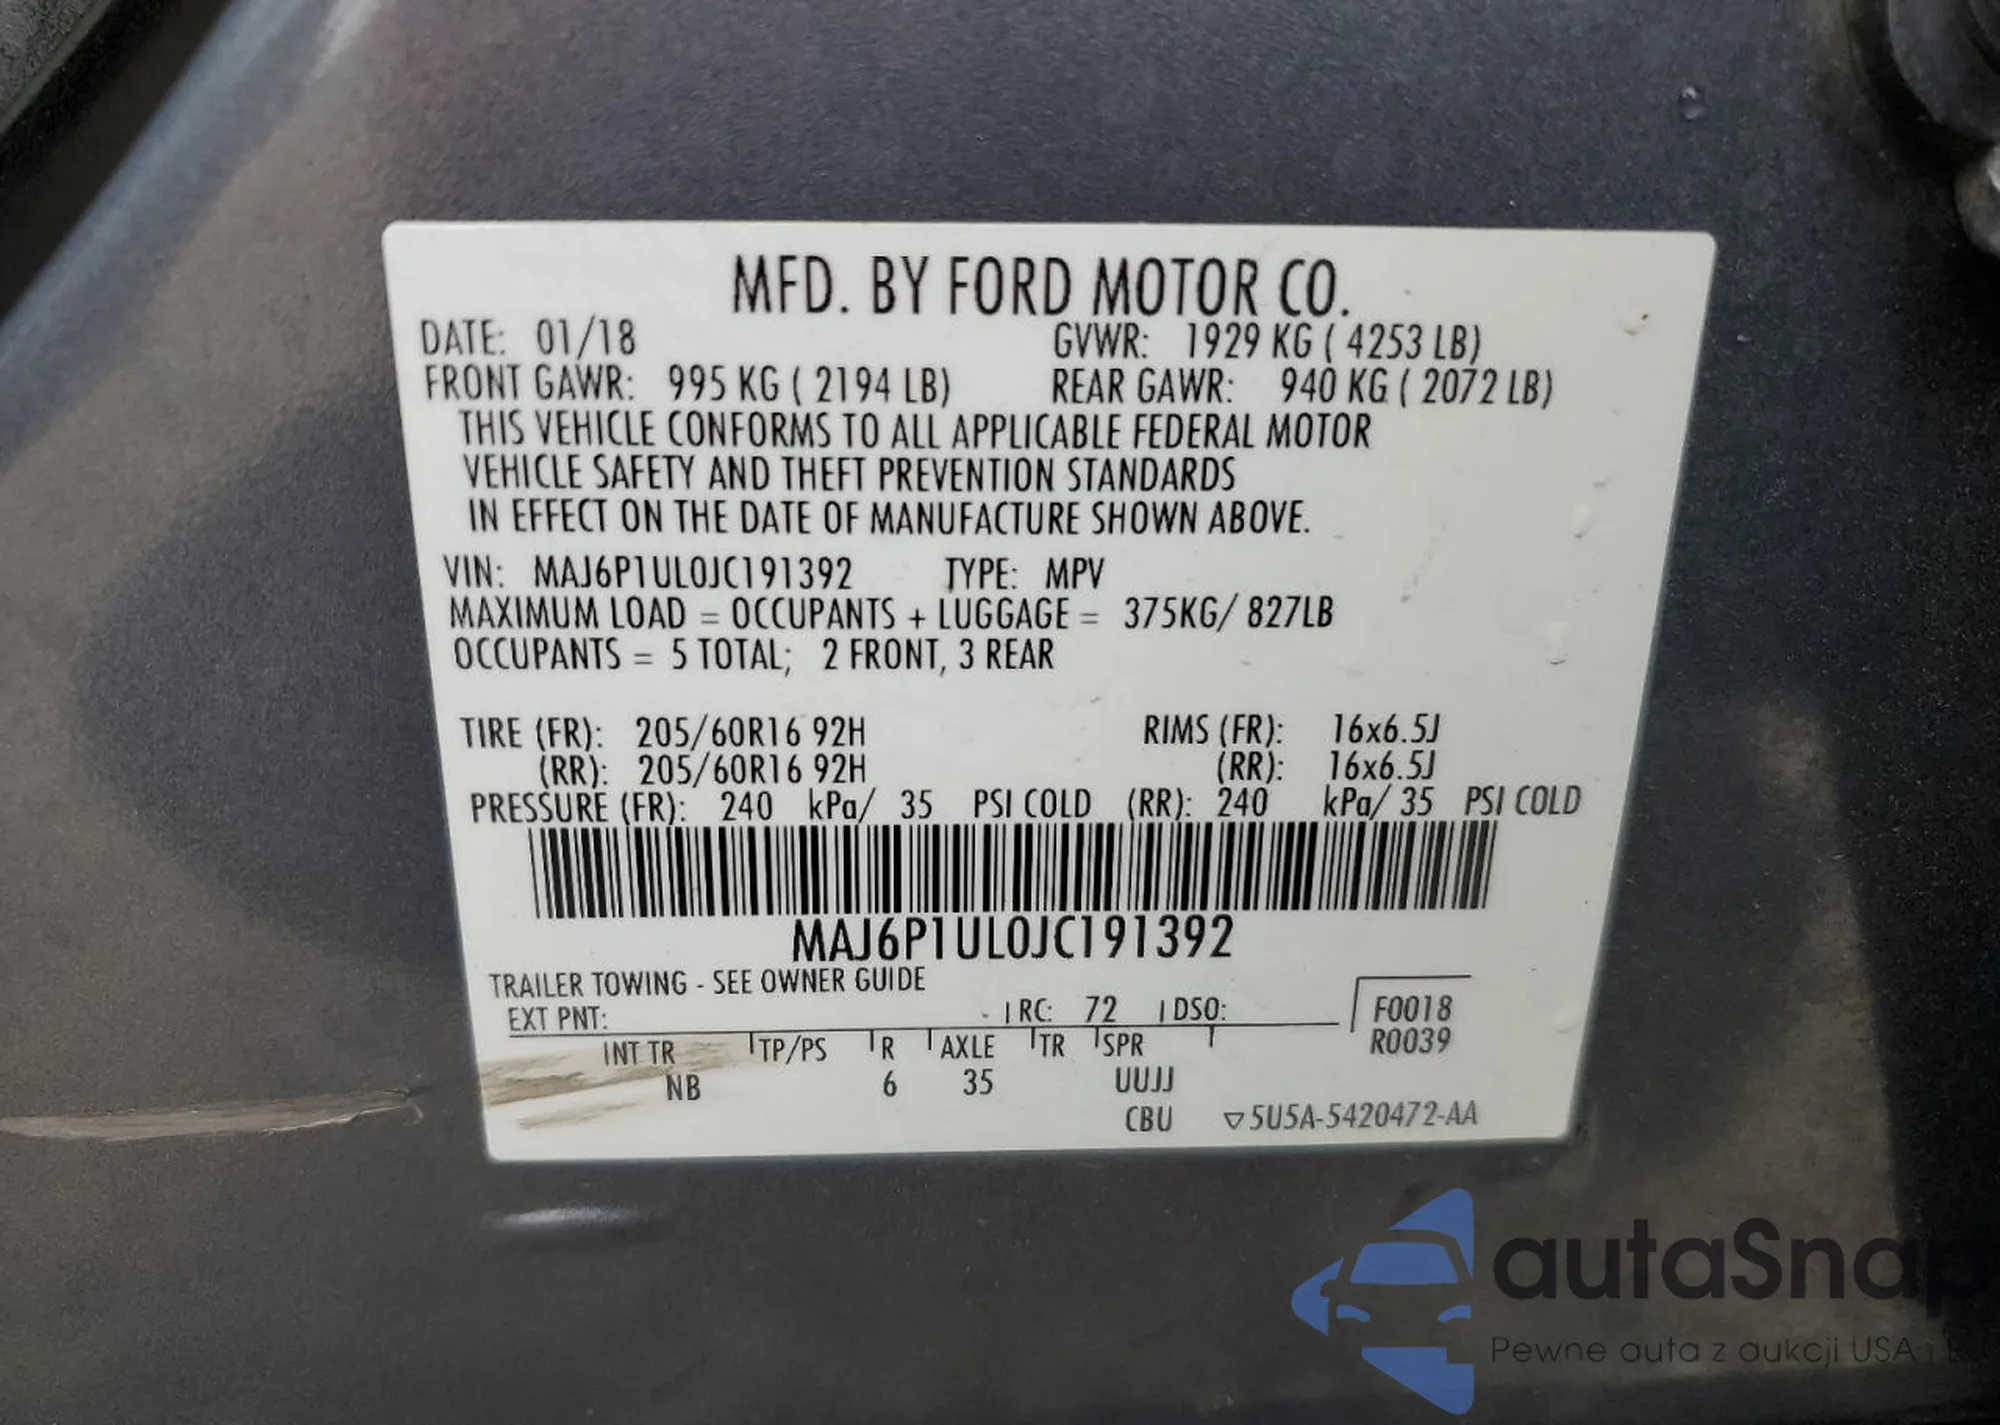 MFD. BY FORD MOTOR CO.
DATE: 01/18 GVWR: 1929 KG ( 4253 LB)
FRONT GAWR: 995 KG ( 2194 LB) REAR GAWR: 940 KG ( 2072 LB)
THIS VEHICLE CONFORMS TO ALL APPLICABLE FEDERAL MOTOR
VEHICLE SAFETY AND THEFT PREVENTION STANDARDS
IN EFFECT ON THE DATE OF MANUFACTURE SHOWN ABOVE.
VIN: MAJ6P1UL0JC191392 TYPE: MPV
MAXIMUM LOAD = OCCUPANTS + LUGGAGE = 375KG/ 827LB
OCCUPANTS = 5 TOTAL; 2 FRONT, 3 REAR
TIRE (FR): 205/60R16 92H RIMS (FR): 16x6.5J
(RR): 205/60R16 92H (RR): 16x6.5J
PRESSURE (FR): 240 kPa/ 35 PSI COLD (RR): 240 kPa/ 35 PSI COLD
MAJ6P1UL0JC191392
TRAILER TOWING - SEE OWNER GUIDE
EXT PNT: RC: 72 DSO: F0018
R0039
INT TR TP/PS R AXLE TR SPR
NB 6 35 UUJJ
CBU ▽5U5A-5420472-AA
autaSnap
Pewne auta z aukcji USA i